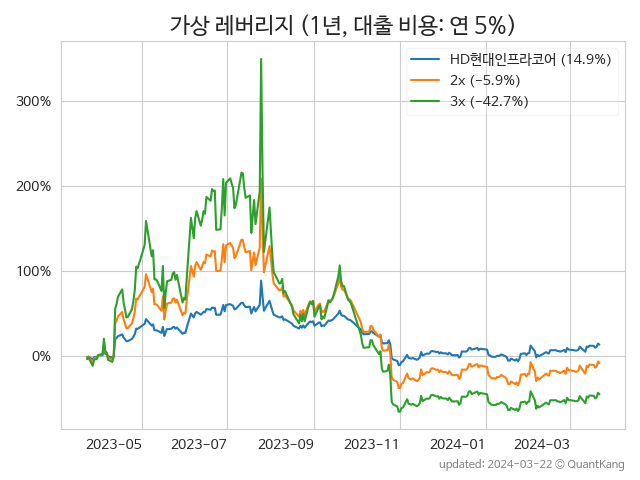 가상 레버리지 (1년, 대출 비용: 연 5%)
HD현대인프라코어 (14.9%)
2x (−5.9%)
3x (−42.7%)
300%
200%
100%
0%
2023-05 2023-07 2023-09 2023-11 2024-01 2024-03
updated: 2024-03-22 © QuantKang